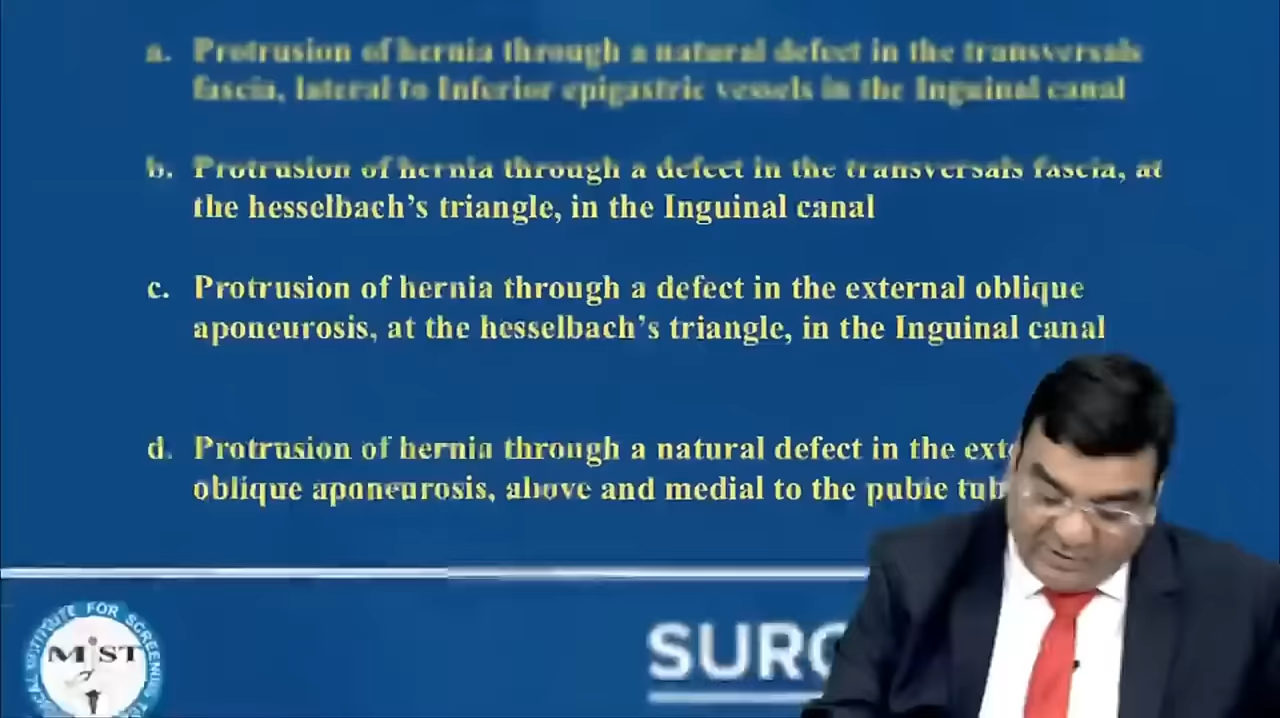 a. Protrusion of hernia through a natural defect in the transversals
fascia, lateral to Inferior epigastric vessels in the Inguinal canal
b. Protrusion of hernia through a defect in the transversals fascia, at
the hesselbach's triangle, in the Inguinal canal
c. Protrusion of hernia through a defect in the external oblique
aponeurosis, at the hesselbach's triangle, in the Inguinal canal
d. Protrusion of hernia through a natural defect in the
oblique aponeurosis, above and medial to the pubic
FOR
MIST